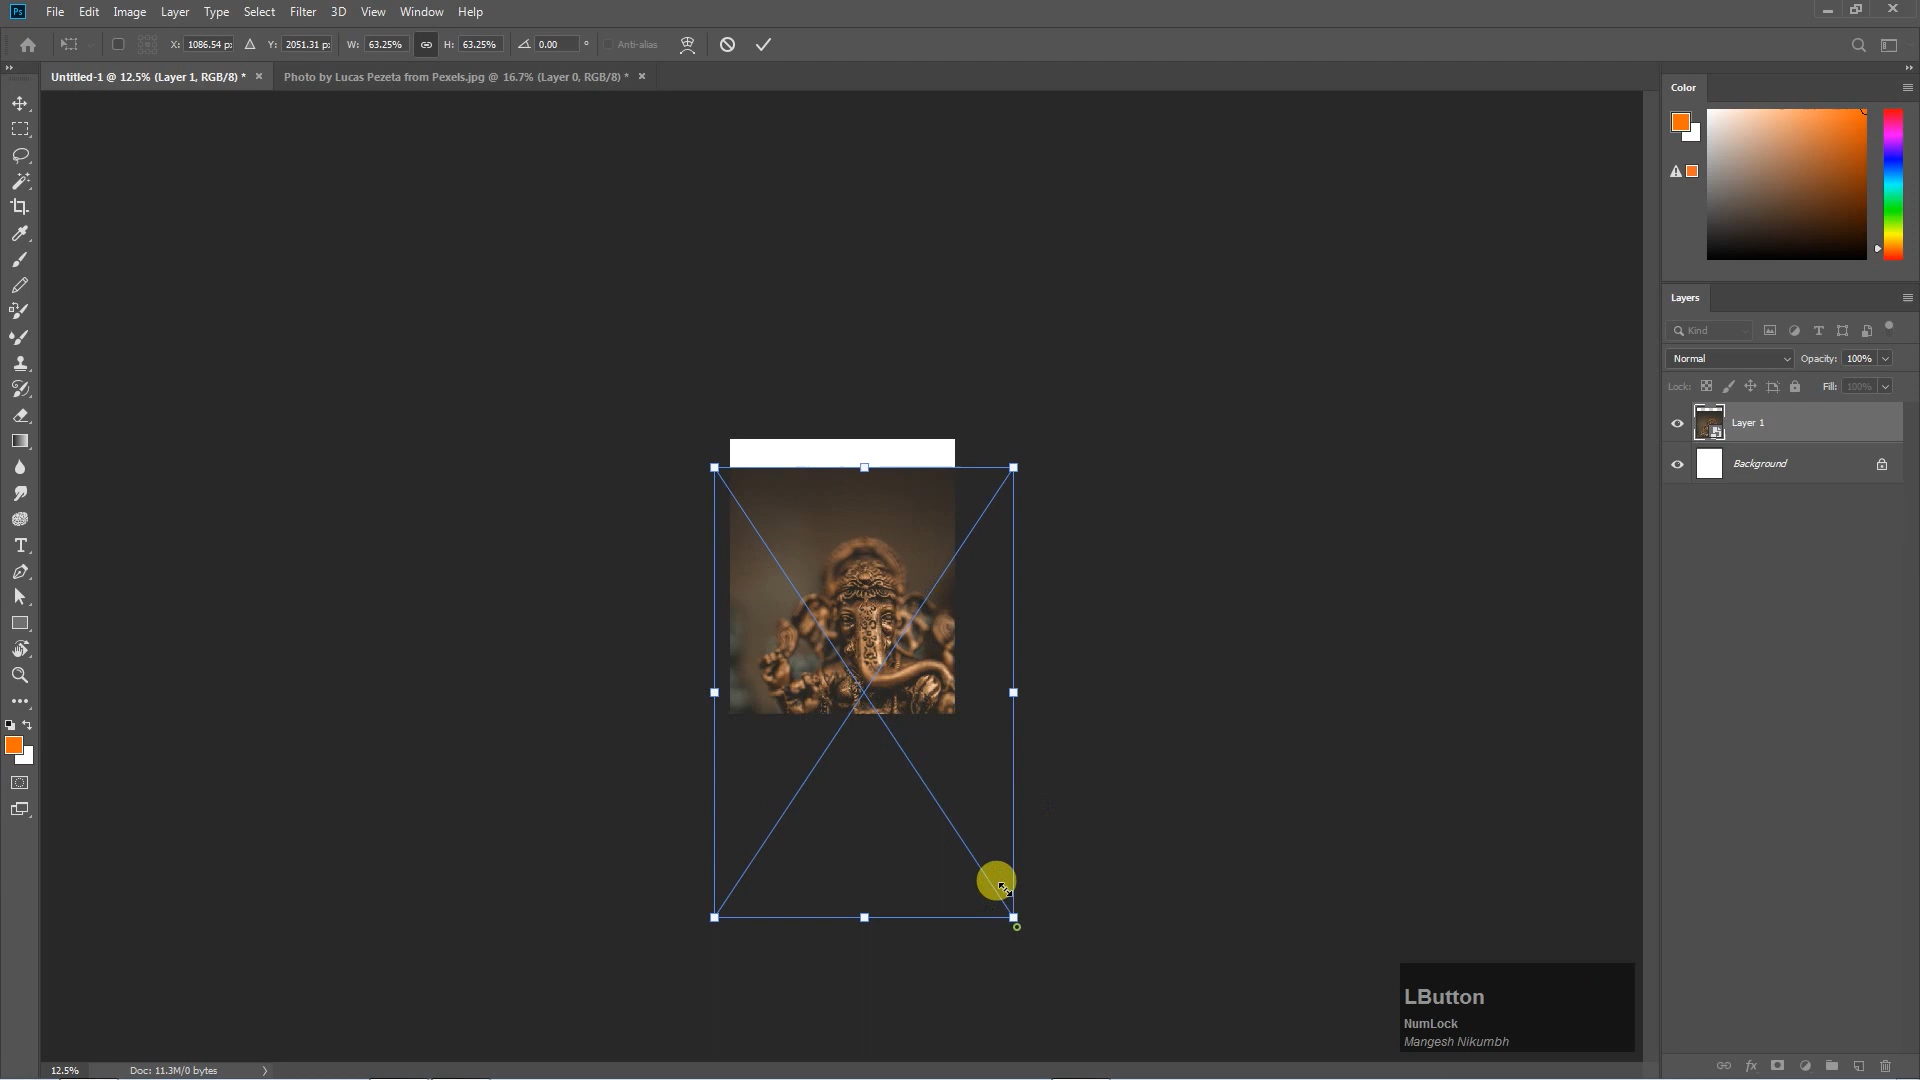 Ps File Edit Image Layer Type Select Filter 3D View Window Help
X: 1086.54 p Y: 2051.31 p W: 63.25% H: 63.25% 0.00 ° Anti-alias
Untitled-1 @ 12.5% (Layer 1, RGB/8) * × Photo by Lucas Pezeta from Pexels.jpg @ 16.7% (Layer 0, RGB/8) * ×
Color
Layers
Kind
Normal Opacity: 100%
Lock: Fill: 100%
Layer 1
Background
LButton
NumLock
Mangesh Nikumbh
12.5% Doc: 11.3M/0 bytes